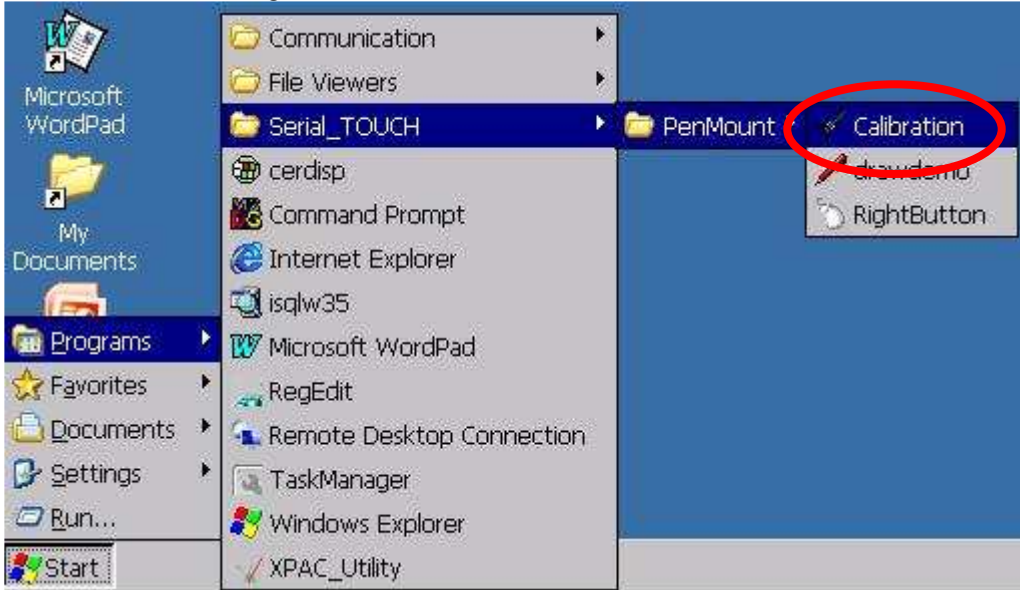 Microsoft
WordPad
My
Documents
Programs
Favorites
Documents
Settings
Run...
Start
Communication
File Viewers
Serial_TOUCH
cerdisp
Command Prompt
Internet Explorer
isqlw35
Microsoft WordPad
RegEdit
Remote Desktop Connection
TaskManager
Windows Explorer
XPAC_Utility
PenMount
Calibration
drawdemo
RightButton